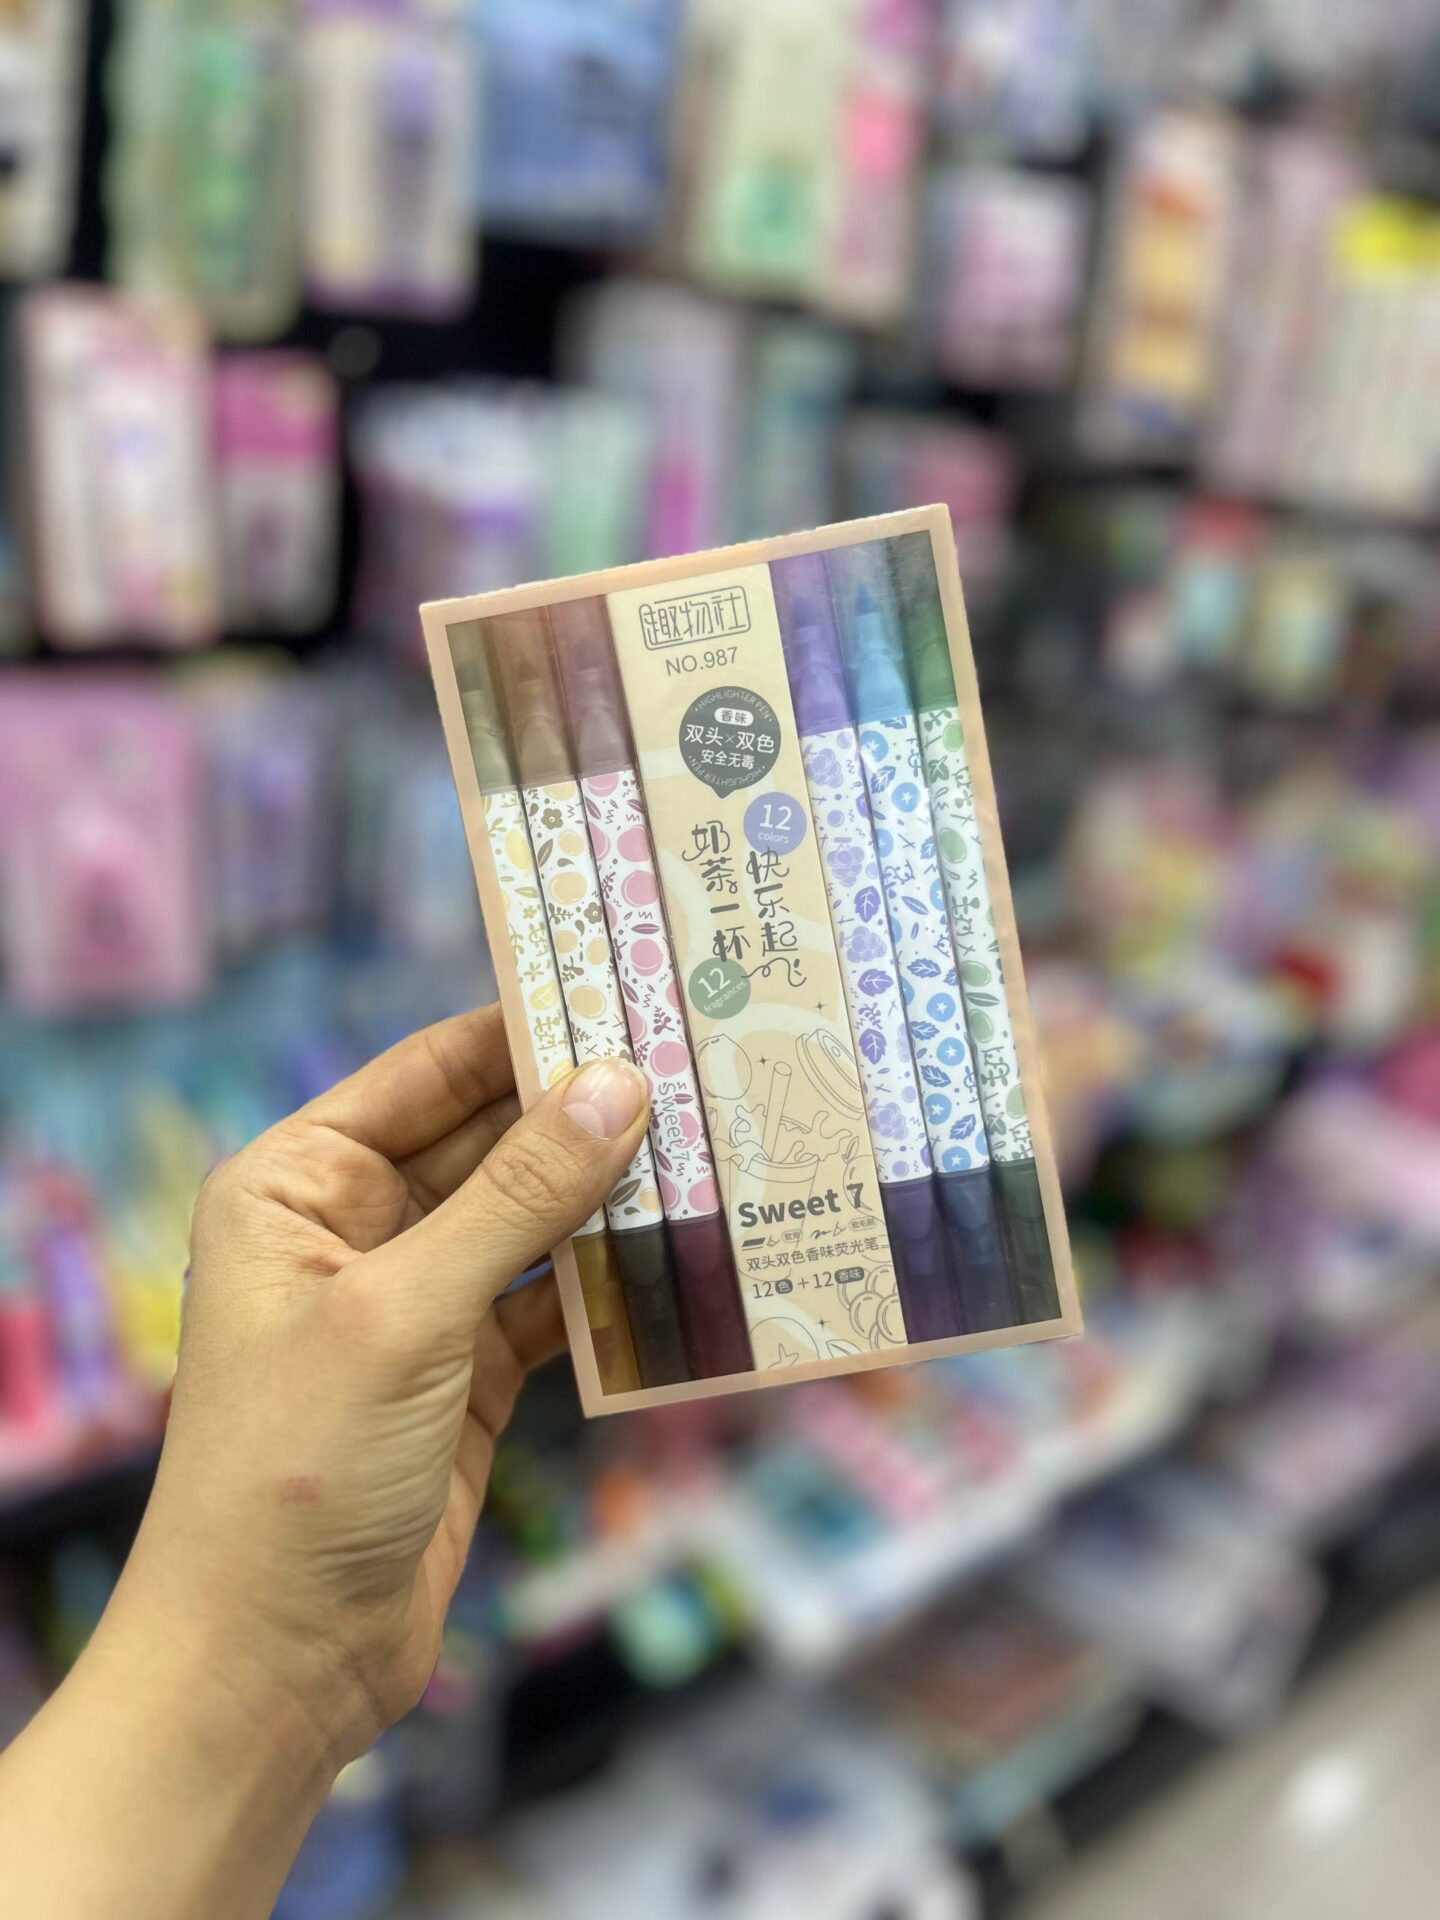 趣物社
NO.987
HIGHLIGHTER PEN
香味
双头×双色
安全无毒
HIGHLIGHTER PEN
12
colors
奶茶一杯
快乐起飞
12
fragrances
Sweet 7
Sweet 7
双头双色香味荧光笔
12色+12香味